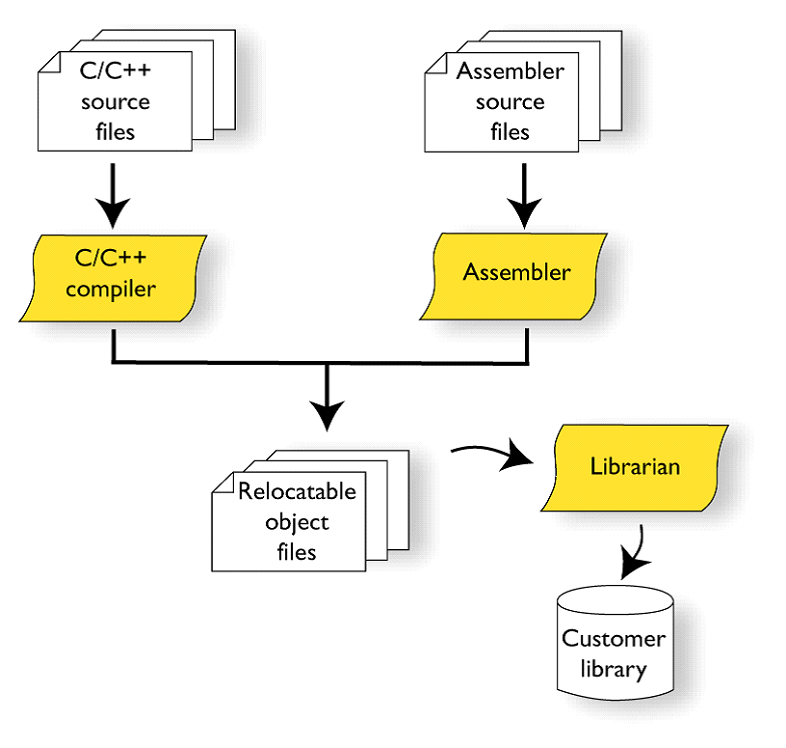 C/C++
source
files
Assembler
source
files
C/C++
compiler
Assembler
Relocatable
object
files
Librarian
Customer
library